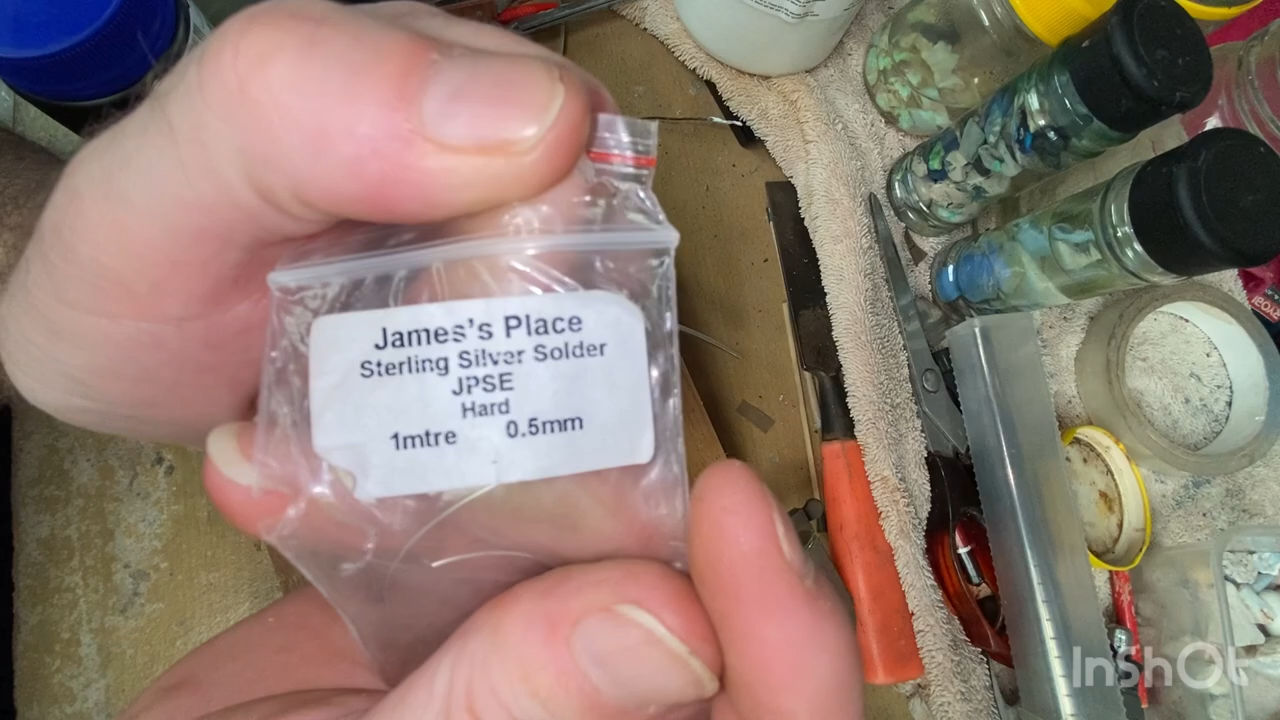 James's Place
Sterling Silver Solder
JPSE
Hard
1mtre 0.5mm
InShOt